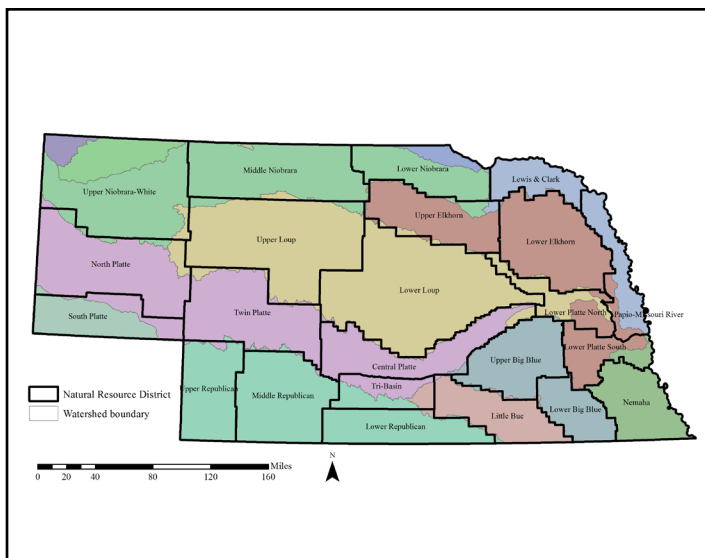 Middle Niobrara
Lower Niobrara
Lewis & Clark
Upper Niobrara-White
Upper Elkhorn
Upper Loup
Lower Elkhorn
North Platte
Lower Loup
Lower Platte North
Papio-Missouri River
South Platte
Twin Platte
Lower Platte South
Central Platte
Upper Big Blue
Upper Republican
Tri-Basin
Middle Republican
Nemaha
Lower Republican
Little Bue
Lower Big Blue
Natural Resource District
Watershed boundary
Miles
0 10 20 40 80 120 160
N